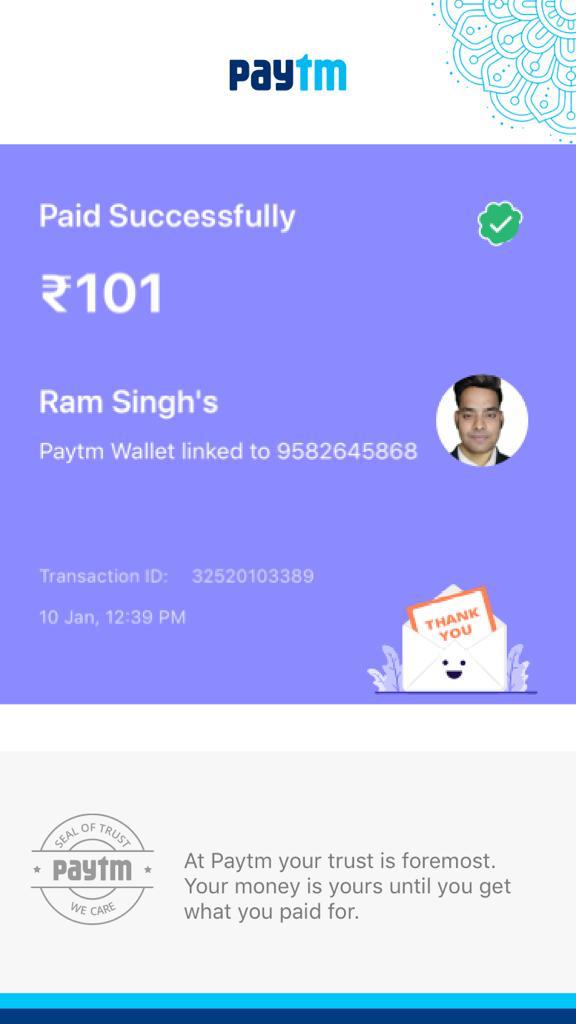 paytm
Paid Successfully
₹101
Ram Singh's
Paytm Wallet linked to 9582645868
Transaction ID: 32520103389
10 Jan, 12:39 PM
THANK
YOU
SEAL OF TRUST
paytm
WE CARE
At Paytm your trust is foremost.
Your money is yours until you get
what you paid for.